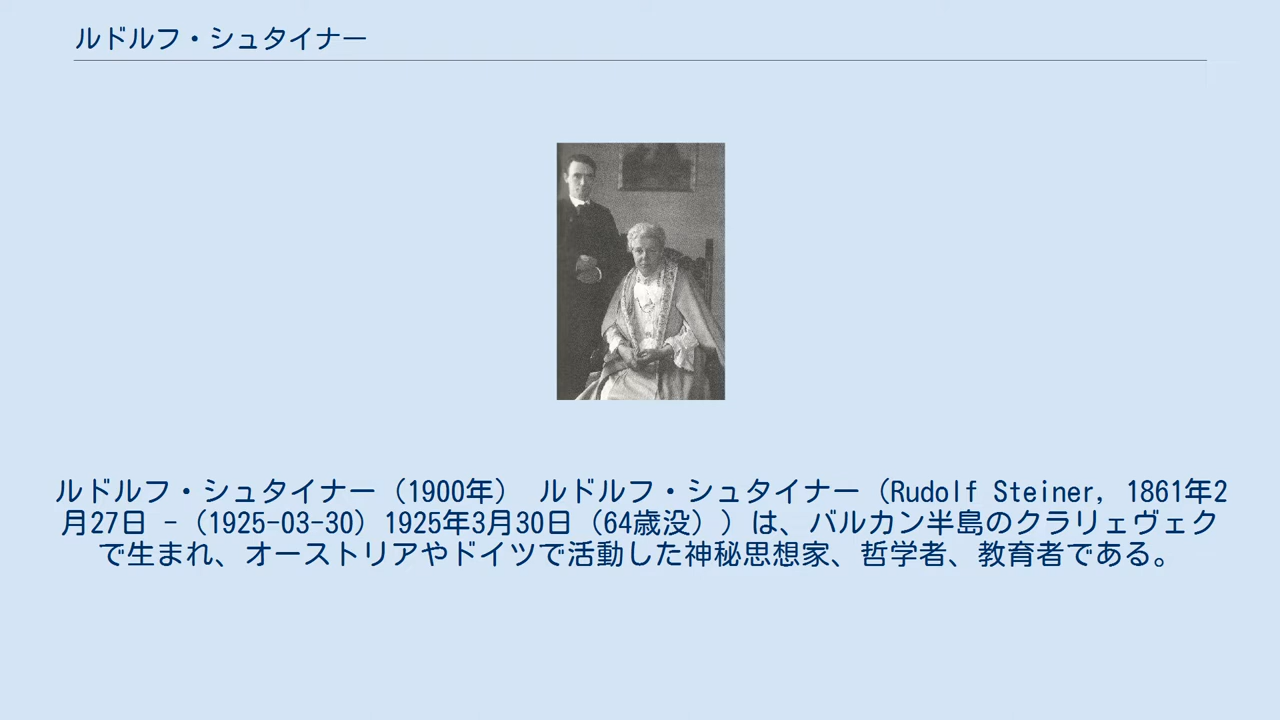 ルドルフ・シュタイナー
ルドルフ・シュタイナー（1900年） ルドルフ・シュタイナー（Rudolf Steiner, 1861年2
月27日 -（1925-03-30）1925年3月30日（64歳没））は、バルカン半島のクラリェヴェク
で生まれ、オーストリアやドイツで活動した神秘思想家、哲学者、教育者である。